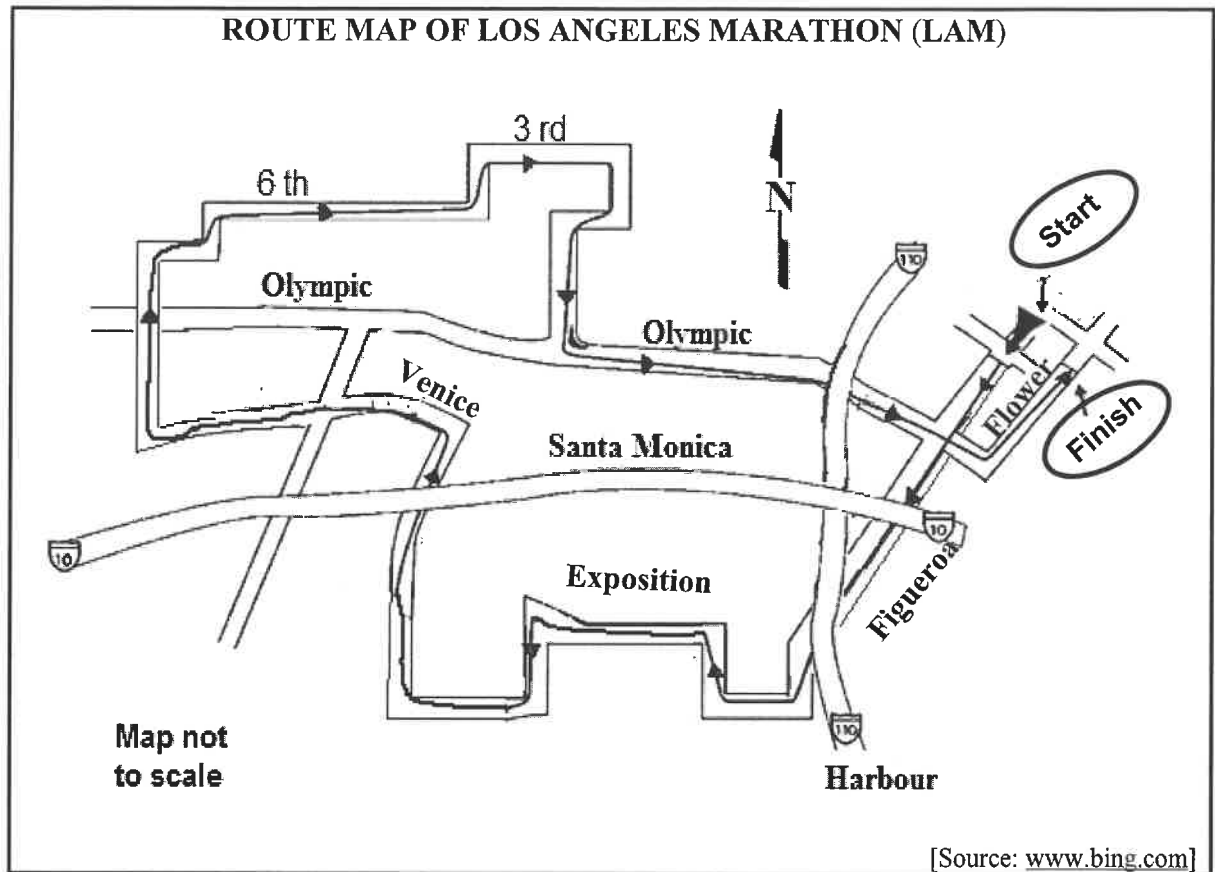 ROUTE MAP OF LOS ANGELES MARATHON (LAM)
3 rd
6 th
N
Start
110
Olympic
Olympic
Venice
Flower
Finish
Santa Monica
10
10
Exposition
Figueroa
Map not
to scale
110
Harbour
[Source: www.bing.com]